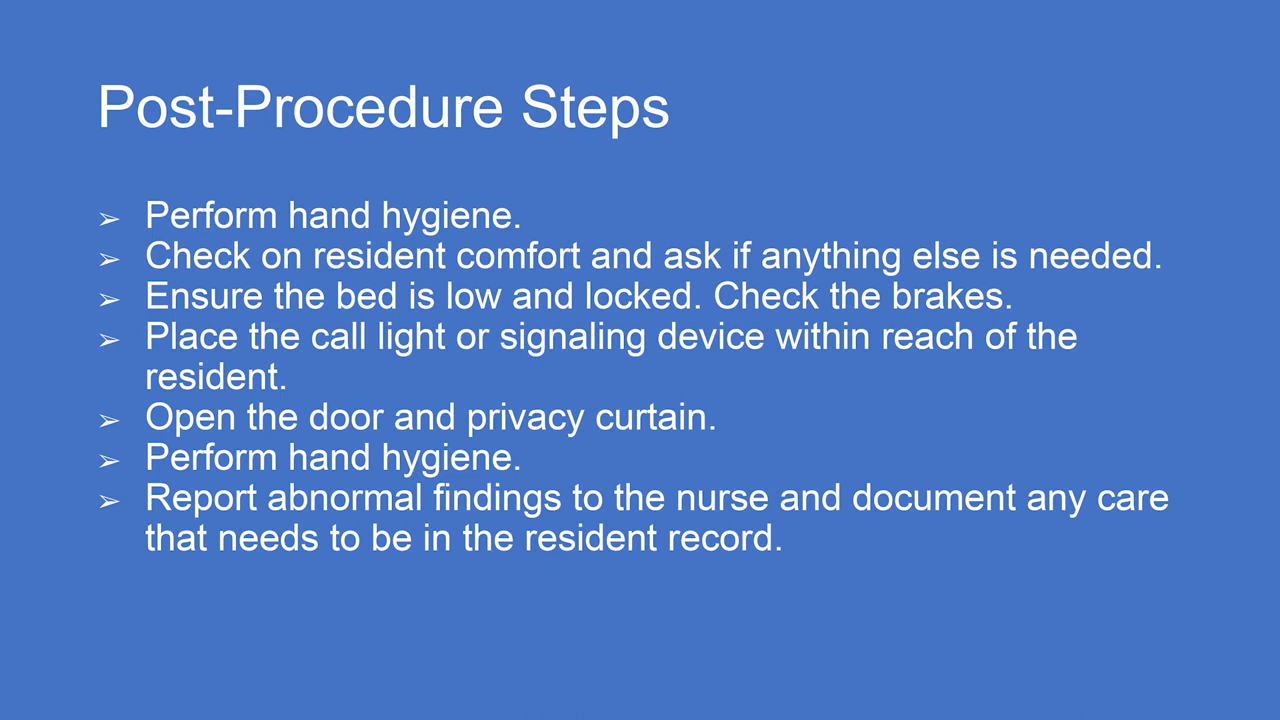 Post-Procedure Steps
➢ Perform hand hygiene.
➢ Check on resident comfort and ask if anything else is needed.
➢ Ensure the bed is low and locked. Check the brakes.
➢ Place the call light or signaling device within reach of the
resident.
➢ Open the door and privacy curtain.
➢ Perform hand hygiene.
➢ Report abnormal findings to the nurse and document any care
that needs to be in the resident record.